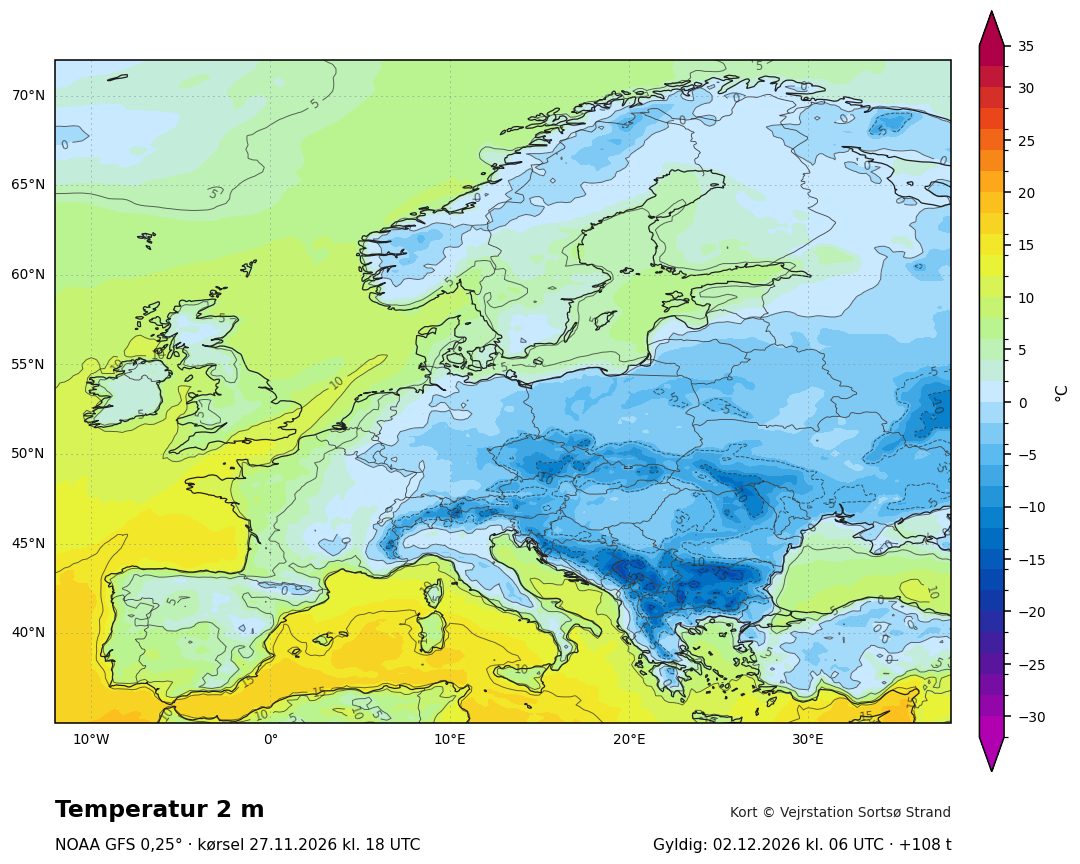 70°N
65°N
60°N
55°N
50°N
45°N
40°N
10°W
0°
10°E
20°E
30°E
35
30
25
20
15
10
5
0
−5
−10
−15
−20
−25
−30
°C
Temperatur 2 m
Kort © Vejrstation Sortsø Strand
NOAA GFS 0,25° · kørsel 27.11.2026 kl. 18 UTC
Gyldig: 02.12.2026 kl. 06 UTC · +108 t